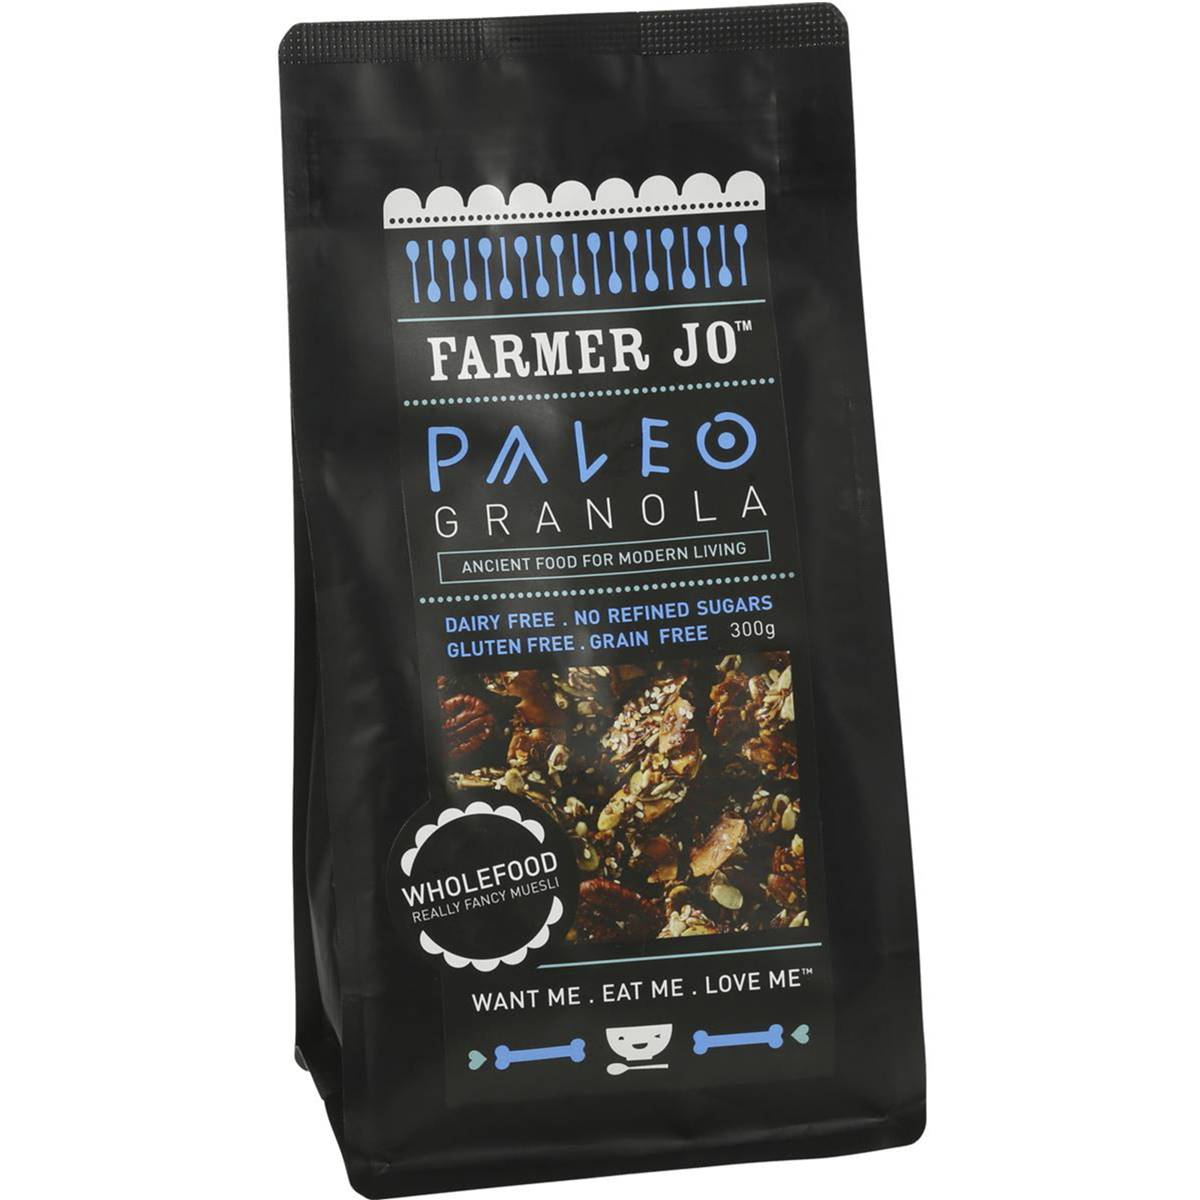 FARMER JO™
PALEO
GRANOLA
ANCIENT FOOD FOR MODERN LIVING
DAIRY FREE . NO REFINED SUGARS
GLUTEN FREE . GRAIN FREE 300g
WHOLEFOOD
REALLY FANCY MUESLI
WANT ME . EAT ME . LOVE ME™